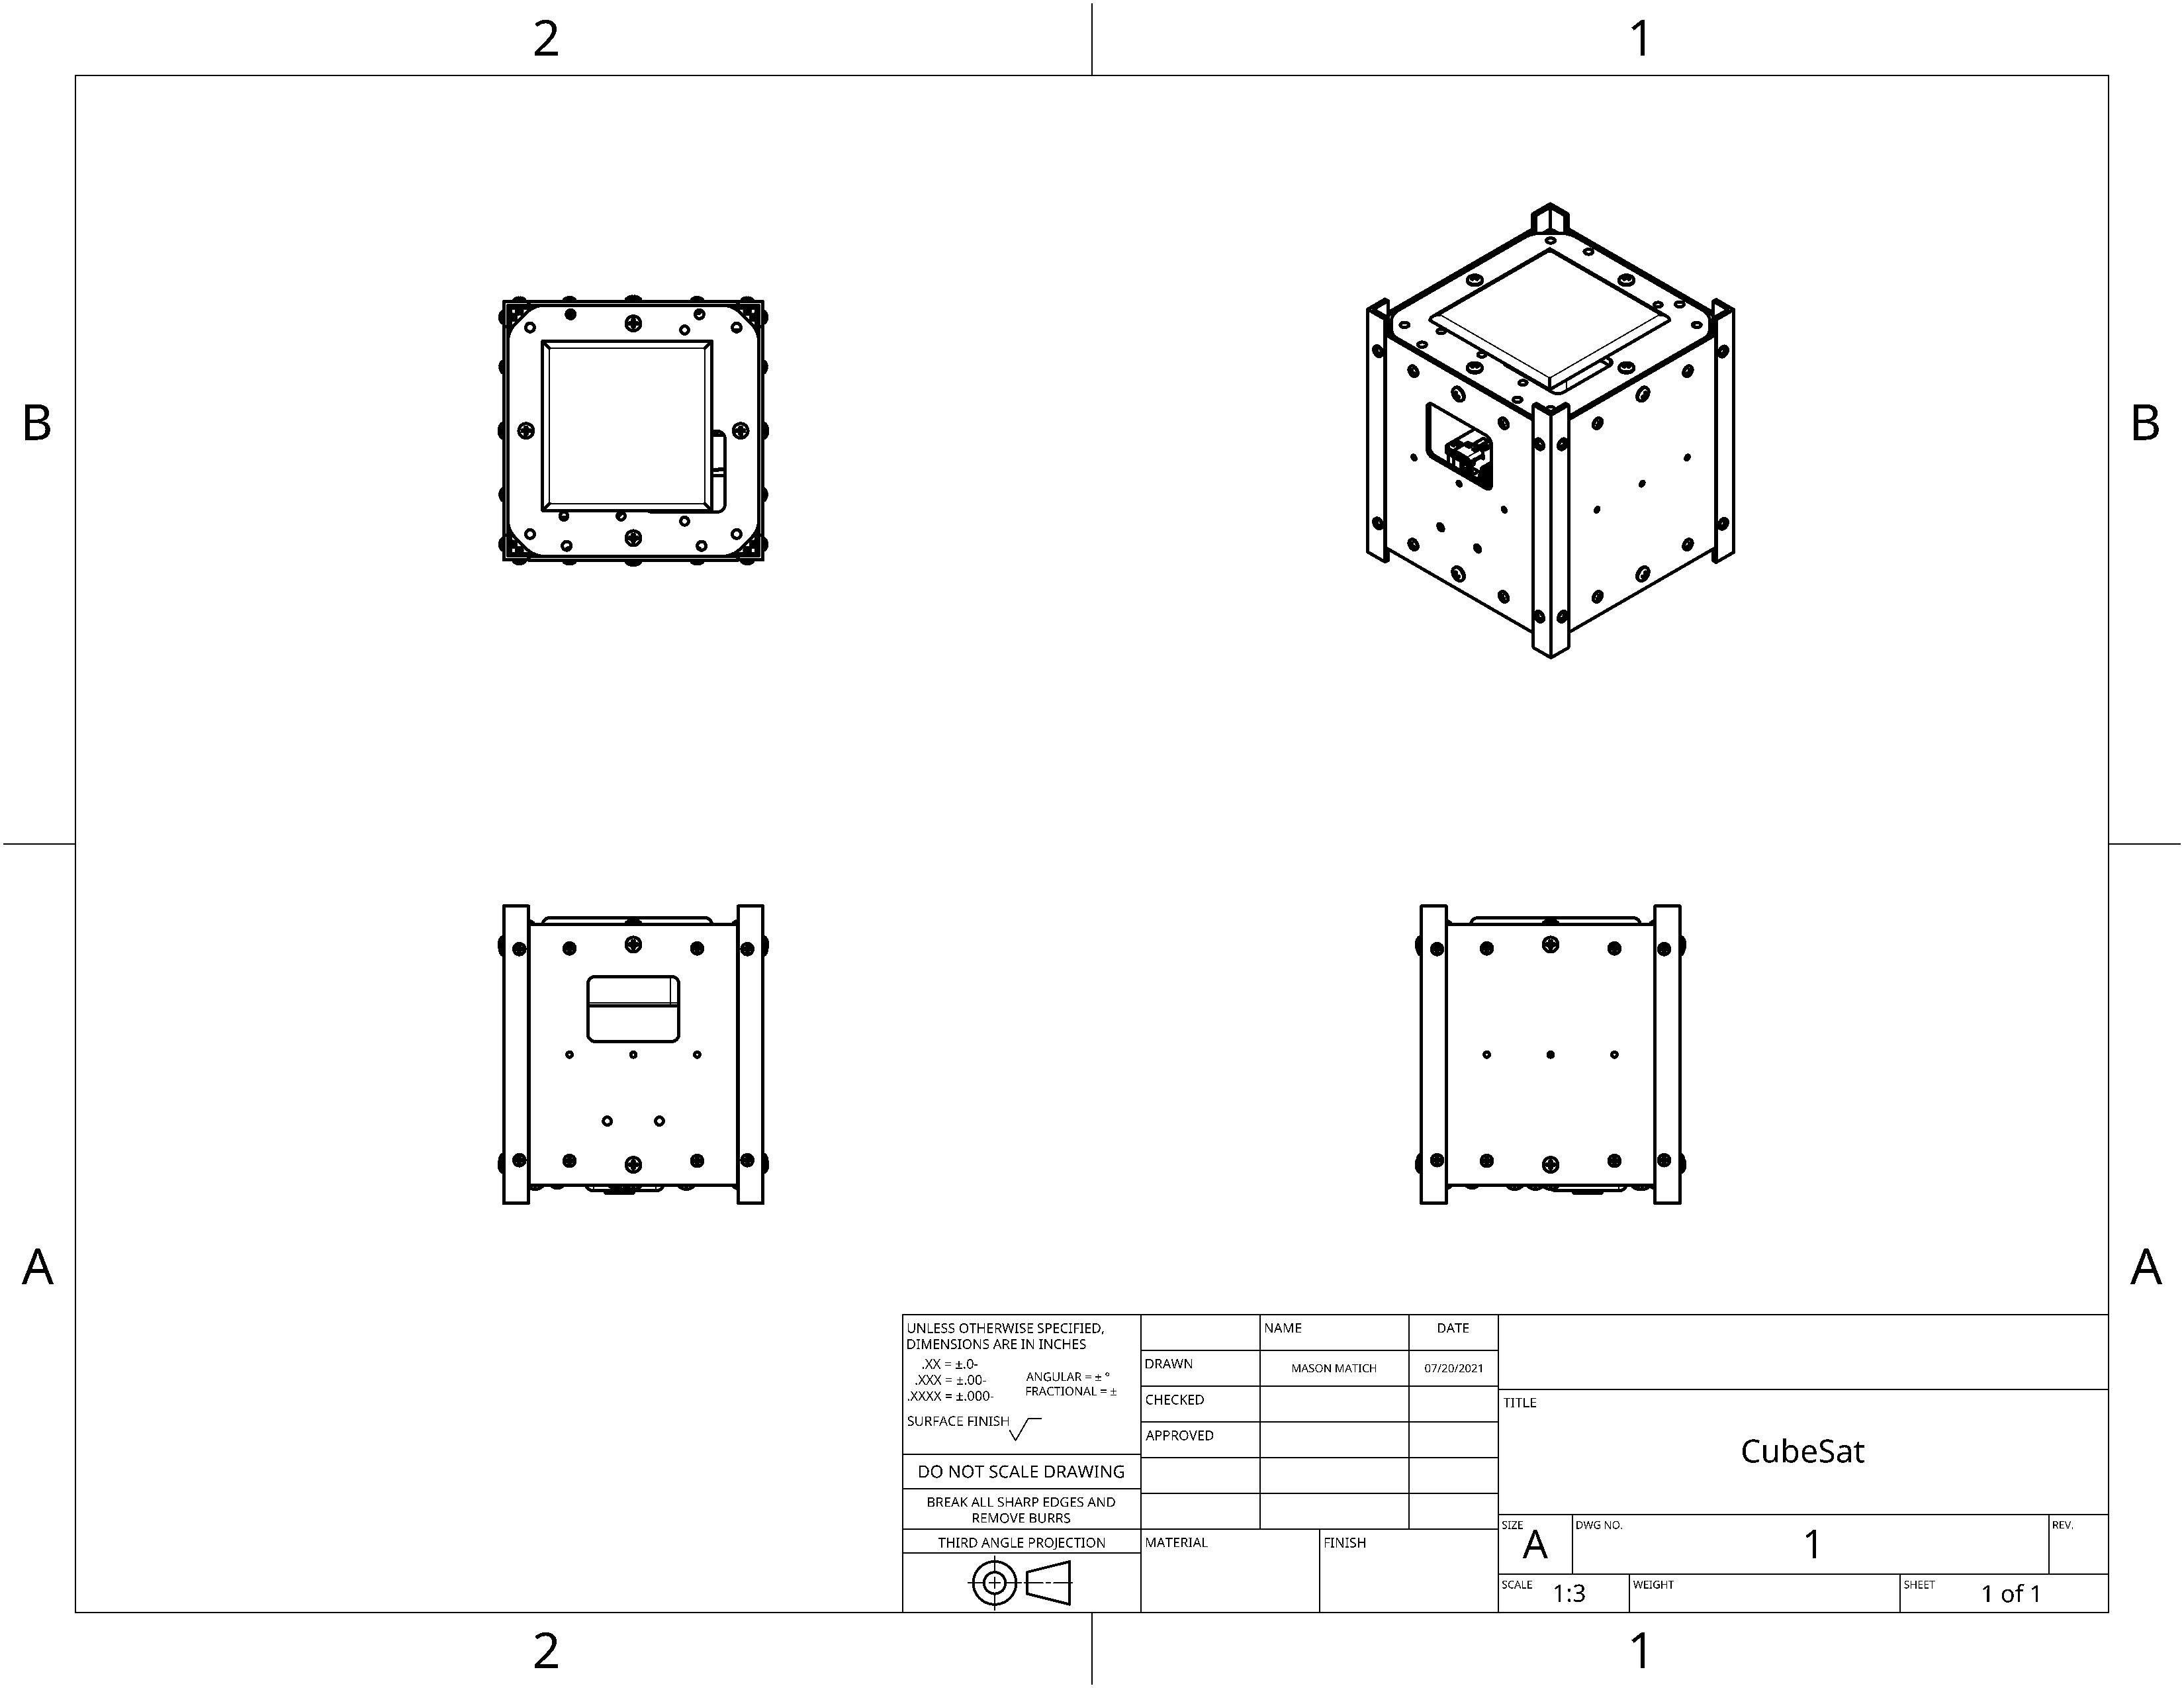 2 1
B B
A A
UNLESS OTHERWISE SPECIFIED,
DIMENSIONS ARE IN INCHES
.XX = ±.0-
.XXX = ±.00-
.XXXX = ±.000-
ANGULAR = ± °
FRACTIONAL = ±
SURFACE FINISH
DO NOT SCALE DRAWING
BREAK ALL SHARP EDGES AND
REMOVE BURRS
THIRD ANGLE PROJECTION
NAME DATE
DRAWN MASON MATICH 07/20/2021
CHECKED
APPROVED
MATERIAL FINISH
TITLE
CubeSat
SIZE A DWG NO. 1 REV.
SCALE 1:3 WEIGHT SHEET 1 of 1
2 1